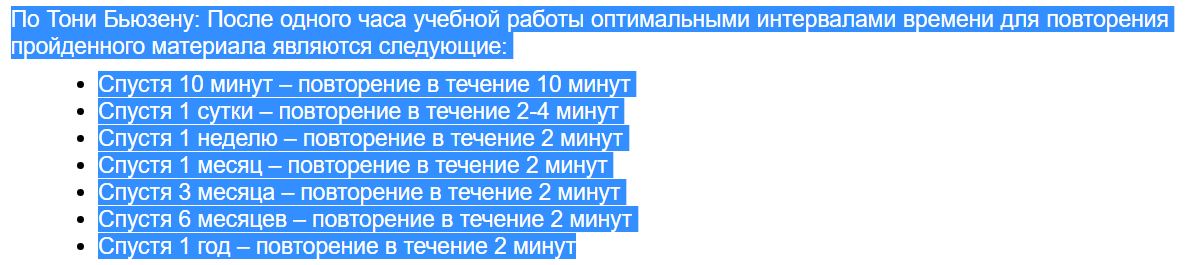 По Тони Бьюзену: После одного часа учебной работы оптимальными интервалами времени для повторения
пройденного материала являются следующие:
• Спустя 10 минут – повторение в течение 10 минут
• Спустя 1 сутки – повторение в течение 2-4 минут
• Спустя 1 неделю – повторение в течение 2 минут
• Спустя 1 месяц – повторение в течение 2 минут
• Спустя 3 месяца – повторение в течение 2 минут
• Спустя 6 месяцев – повторение в течение 2 минут
• Спустя 1 год – повторение в течение 2 минут